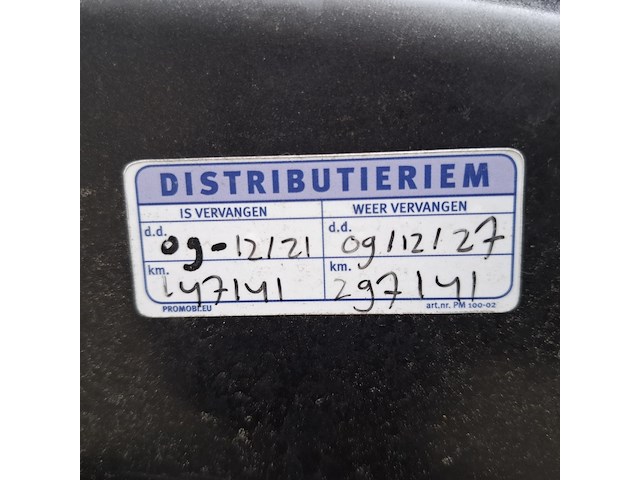 DISTRIBUTIERIEM
IS VERVANGEN WEER VERVANGEN
d.d. 09-12/21 d.d. 09/12/27
km. 147141 km. 297141
PROMOBI.EU art.nr. PM 100-02